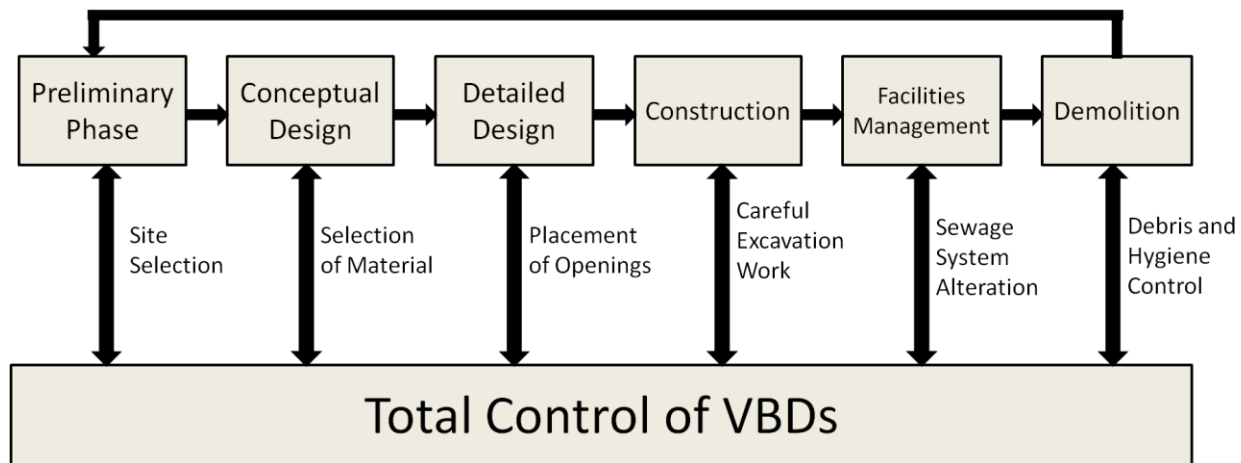 Preliminary
Phase
Conceptual
Design
Detailed
Design
Construction
Facilities
Management
Demolition
Site
Selection
Selection
of Material
Placement
of Openings
Careful
Excavation
Work
Sewage
System
Alteration
Debris and
Hygiene
Control
Total Control of VBDs